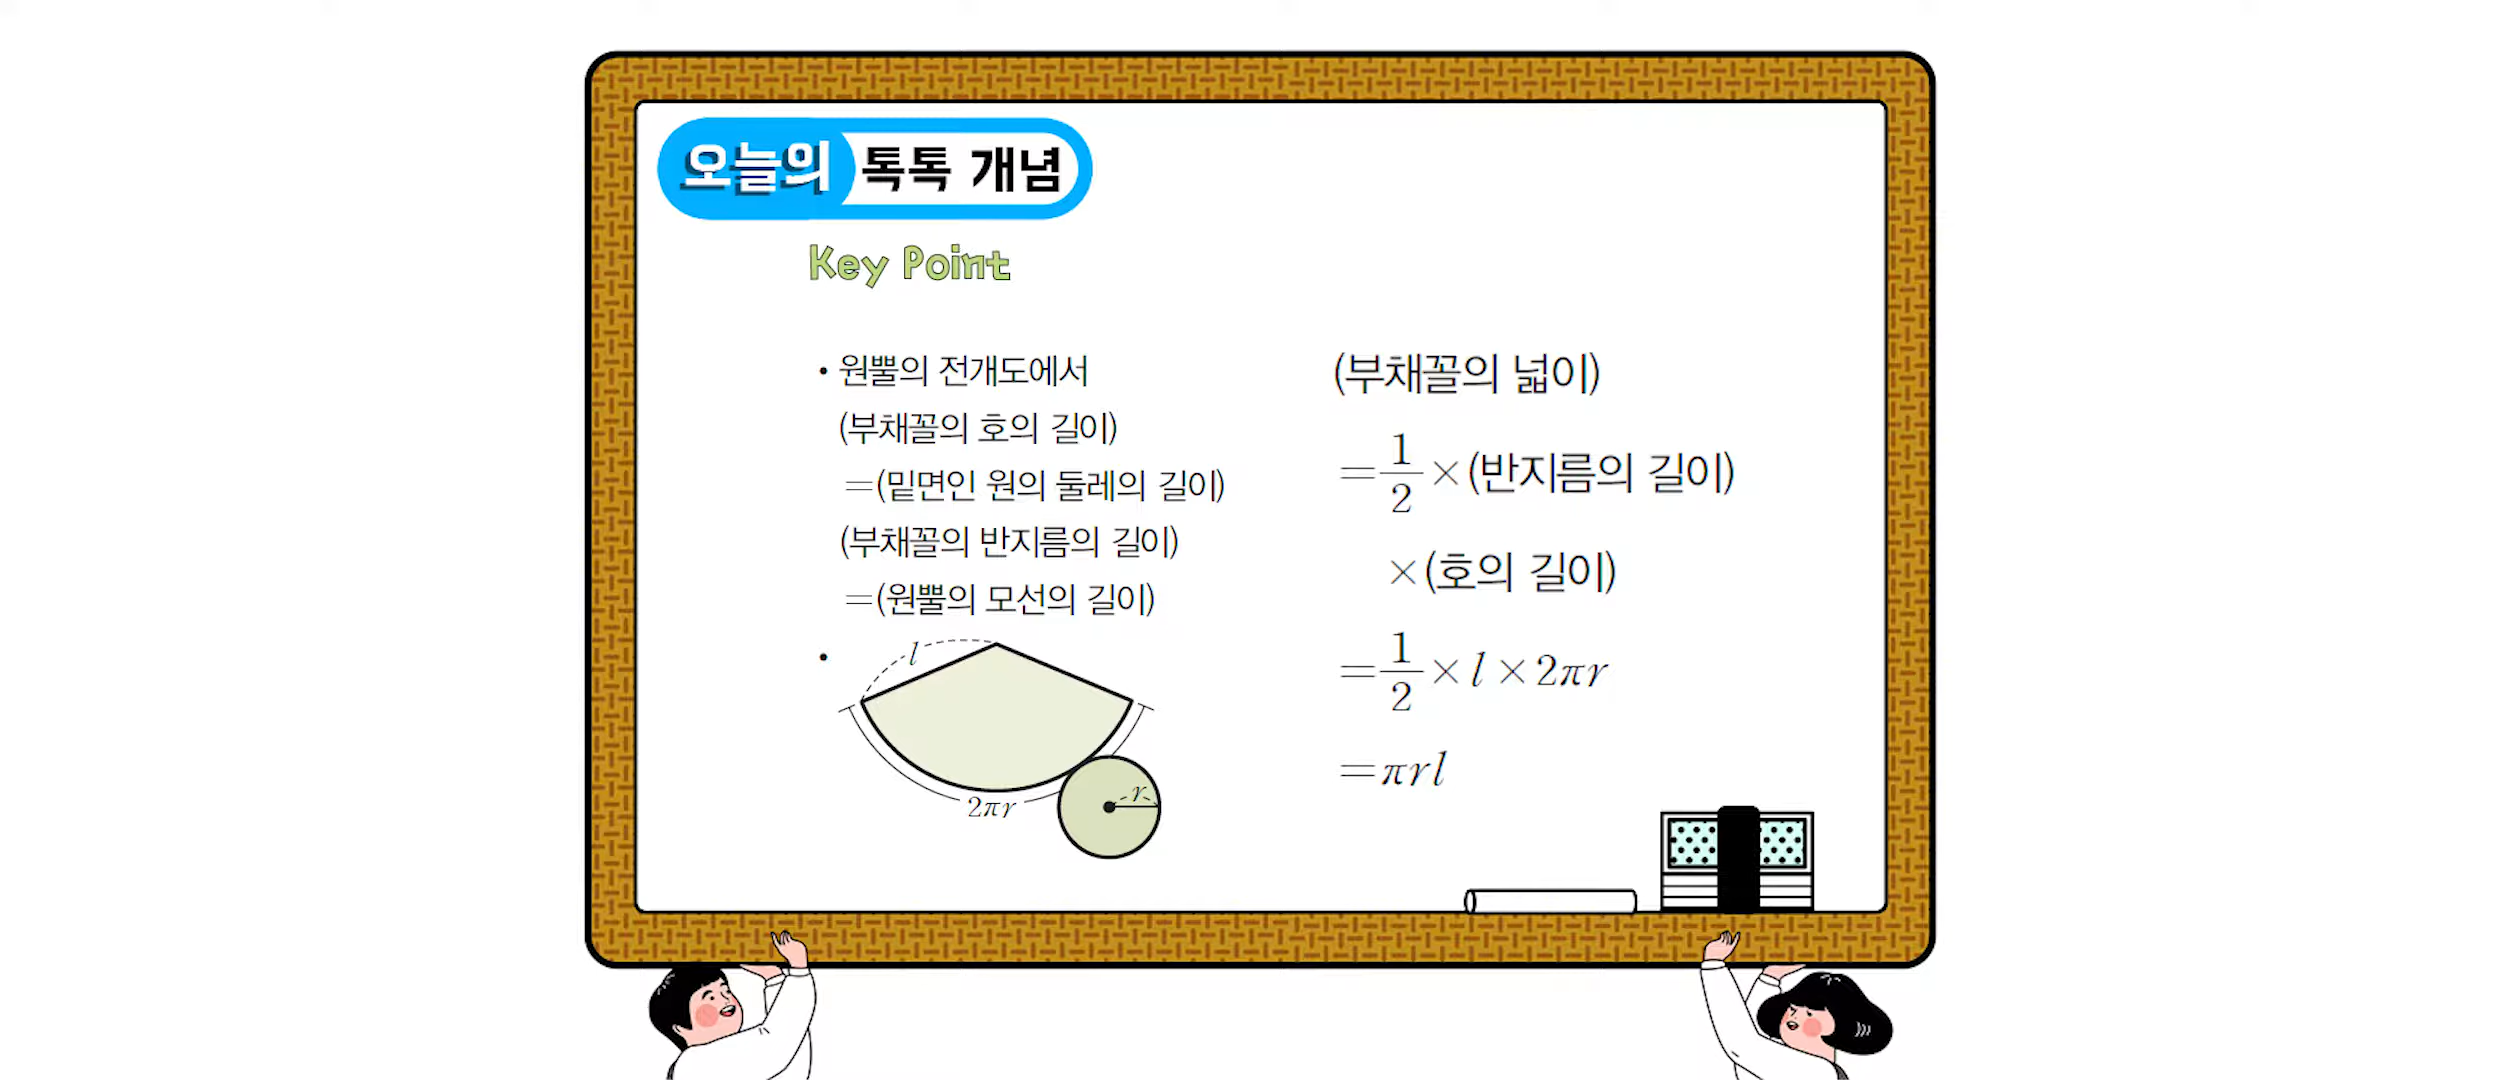 오늘의 톡톡 개념
Key Point
• 원뿔의 전개도에서
(부채꼴의 호의 길이)
=(밑면인 원의 둘레의 길이)
(부채꼴의 반지름의 길이)
=(원뿔의 모선의 길이)
•
l
2πr
r
(부채꼴의 넓이)
=1/2×(반지름의 길이)
×(호의 길이)
=1/2×l×2πr
=πrl